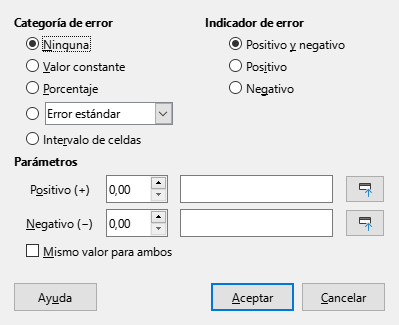 Categoría de error
Ninguna
Valor constante
Porcentaje
Error estándar
Intervalo de celdas
Indicador de error
Positivo y negativo
Positivo
Negativo
Parámetros
Positivo (+) 0,00
Negativo (−) 0,00
Mismo valor para ambos
Ayuda Aceptar Cancelar